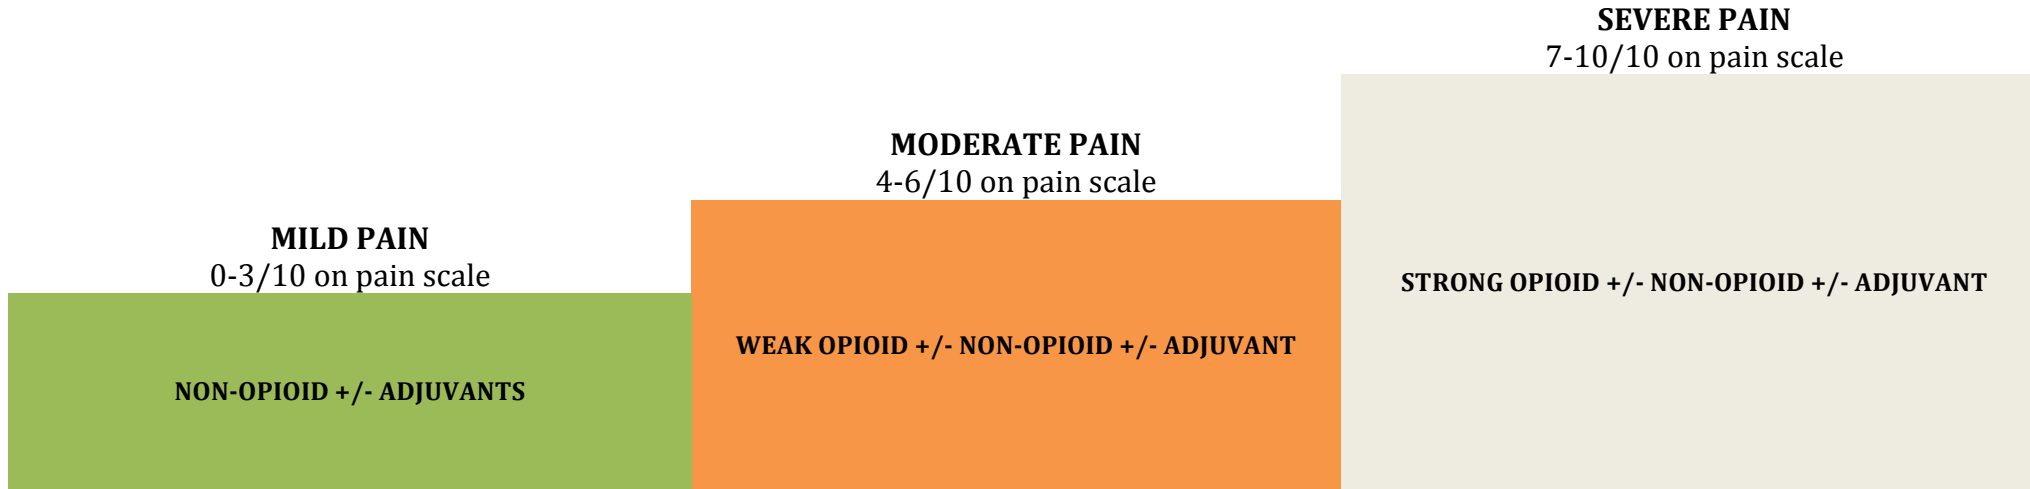 SEVERE PAIN
7-10/10 on pain scale
MODERATE PAIN
4-6/10 on pain scale
MILD PAIN
0-3/10 on pain scale
STRONG OPIOID +/- NON-OPIOID +/- ADJUVANT
WEAK OPIOID +/- NON-OPIOID +/- ADJUVANT
NON-OPIOID +/- ADJUVANTS